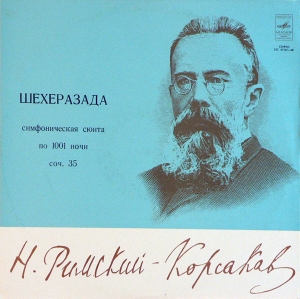 ШЕХЕРАЗАДА
симфоническая сюита
по 1001 ночи
соч. 35
Н. Римский-Корсаков